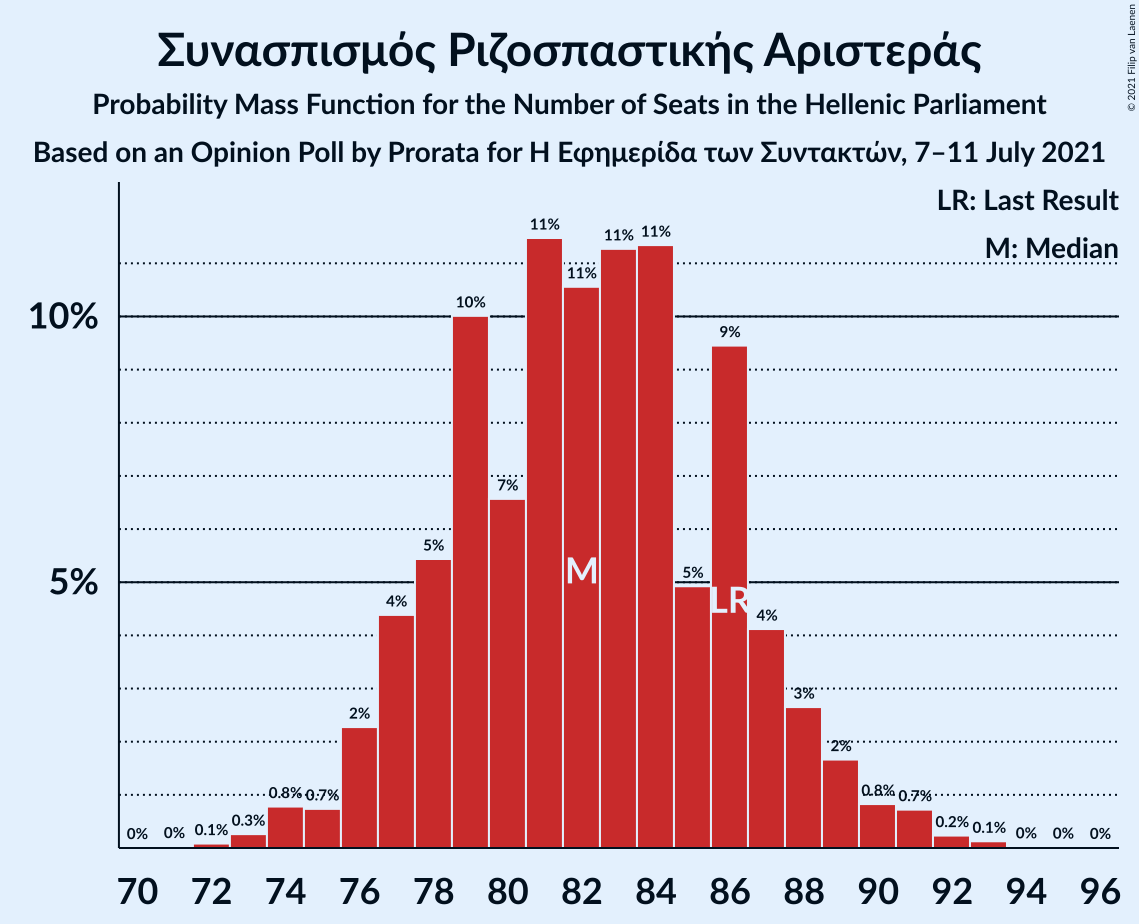 Συνασπισμός Ριζοσπαστικής Αριστεράς
Probability Mass Function for the Number of Seats in the Hellenic Parliament
Based on an Opinion Poll by Prorata for Η Εφημερίδα των Συντακτών, 7–11 July 2021
© 2021 Filip van Laenen
LR: Last Result
M: Median
10%
5%
0% 0% 0.1% 0.3% 0.8% 0.7% 2% 4% 5% 10% 7% 11% 11% 11% 11% 5% 9% 4% 3% 2% 0.8% 0.7% 0.2% 0.1% 0% 0% 0%
M
LR
70 72 74 76 78 80 82 84 86 88 90 92 94 96